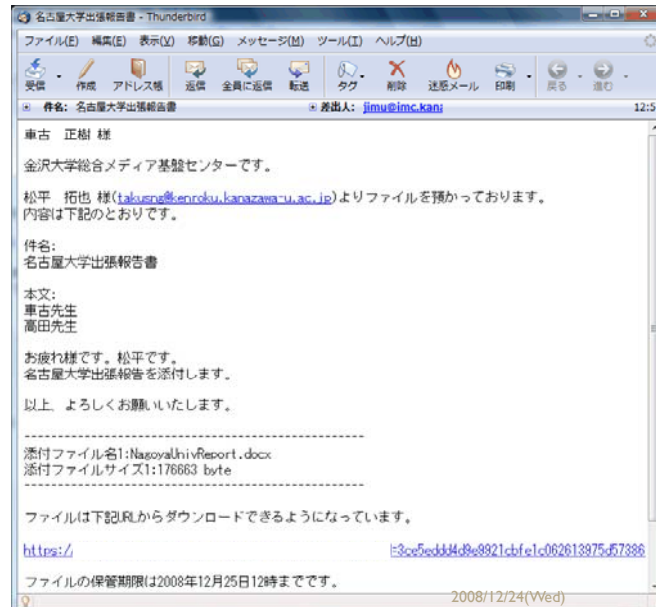 名古屋大学出張報告書 - Thunderbird
ファイル(F) 編集(E) 表示(V) 移動(G) メッセージ(M) ツール(T) ヘルプ(H)
受信 作成 アドレス帳 返信 全員に返信 転送 タグ 削除 迷惑メール 印刷 戻る 進む
件名: 名古屋大学出張報告書 差出人: jimu@imc.kana 12:5
車古 正樹 様
金沢大学総合メディア基盤センターです。
松平 拓也 様(takusng@kenroku.kanazawa-u.ac.jp)よりファイルを預かっております。
内容は下記のとおりです。
件名:
名古屋大学出張報告書
本文:
車古先生
高田先生
お疲れ様です。松平です。
名古屋大学出張報告を添付します。
以上、よろしくお願いいたします。
--------------------------------------------------
添付ファイル名1:NagoyaUnivReport.docx
添付ファイルサイズ1:176663 byte
--------------------------------------------------
ファイルは下記URLからダウンロードできるようになっています。
https:/ =3ce5eddd4d9e9921cbfe1c062613975d57386
ファイルの保管期限は2008年12月25日12時までです。
2008/12/24(Wed)